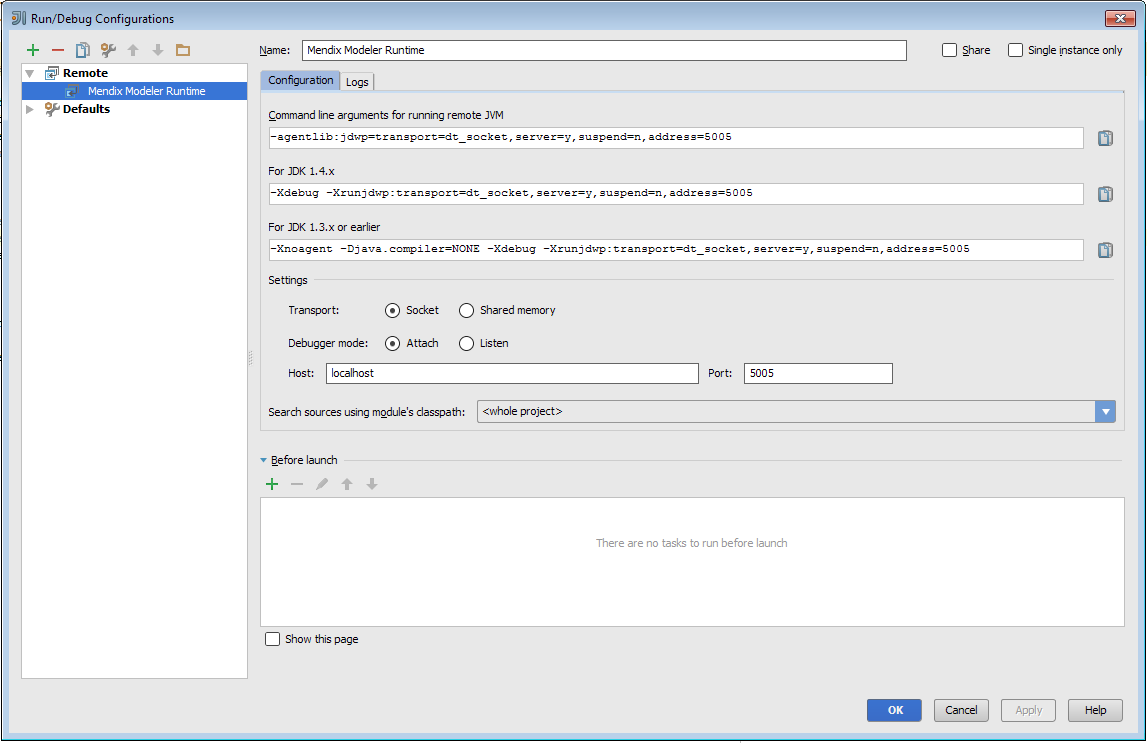 Run/Debug Configurations
Remote
Mendix Modeler Runtime
Defaults
Name: Mendix Modeler Runtime Share Single instance only
Configuration Logs
Command line arguments for running remote JVM
-agentlib:jdwp=transport=dt_socket,server=y,suspend=n,address=5005
For JDK 1.4.x
-Xdebug -Xrunjdwp:transport=dt_socket,server=y,suspend=n,address=5005
For JDK 1.3.x or earlier
-Xnoagent -Djava.compiler=NONE -Xdebug -Xrunjdwp:transport=dt_socket,server=y,suspend=n,address=5005
Settings
Transport: Socket Shared memory
Debugger mode: Attach Listen
Host: localhost Port: 5005
Search sources using module's classpath: <whole project>
Before launch
There are no tasks to run before launch
Show this page
OK Cancel Apply Help